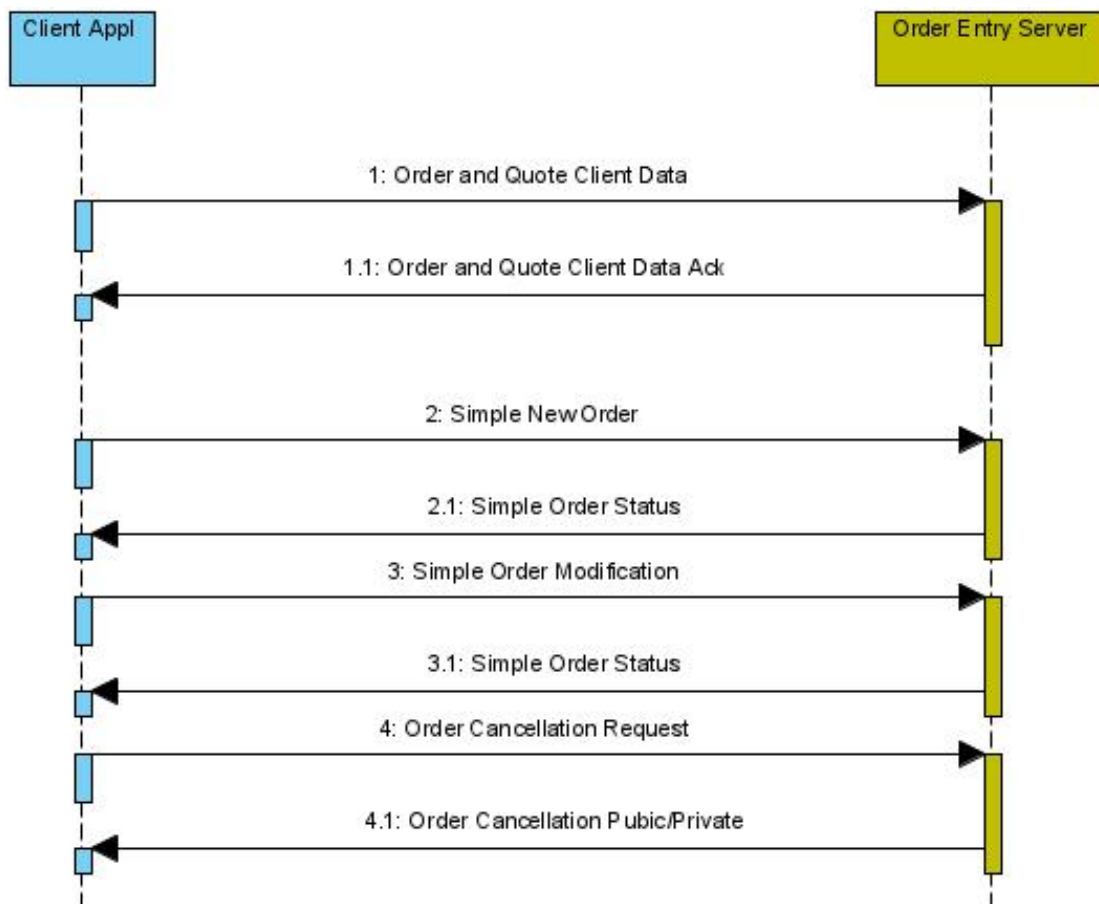 Client Appl
Order Entry Server
1: Order and Quote Client Data
1.1: Order and Quote Client Data Ack
2: Simple New Order
2.1: Simple Order Status
3: Simple Order Modification
3.1: Simple Order Status
4: Order Cancellation Request
4.1: Order Cancellation Pubic/Private